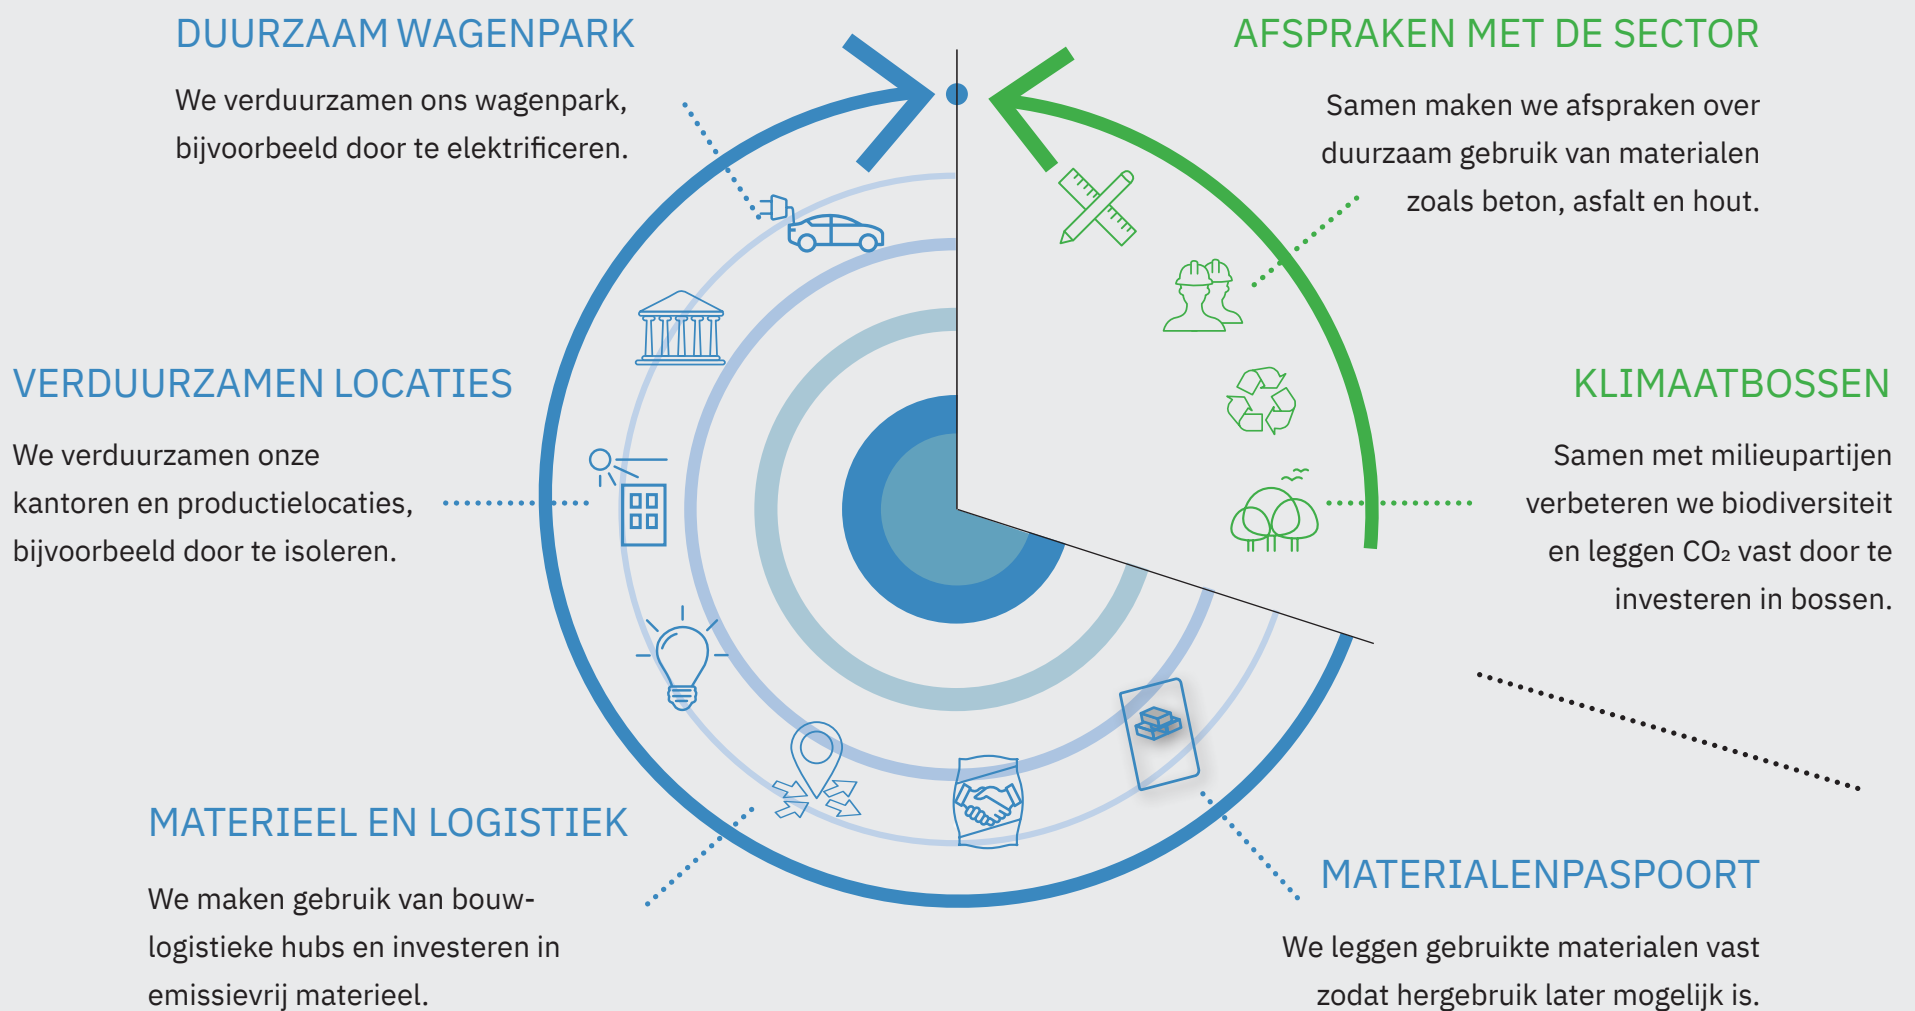 DUURZAAM WAGENPARK
We verduurzamen ons wagenpark,
bijvoorbeeld door te elektrificeren.
AFSPRAKEN MET DE SECTOR
Samen maken we afspraken over
duurzaam gebruik van materialen
zoals beton, asfalt en hout.
VERDUURZAMEN LOCATIES
We verduurzamen onze
kantoren en productielocaties,
bijvoorbeeld door te isoleren.
KLIMAATBOSSEN
Samen met milieupartijen
verbeteren we biodiversiteit
en leggen CO₂ vast door te
investeren in bossen.
MATERIEEL EN LOGISTIEK
We maken gebruik van bouw-
logistieke hubs en investeren in
emissievrij materieel.
MATERIALENPASPOORT
We leggen gebruikte materialen vast
zodat hergebruik later mogelijk is.